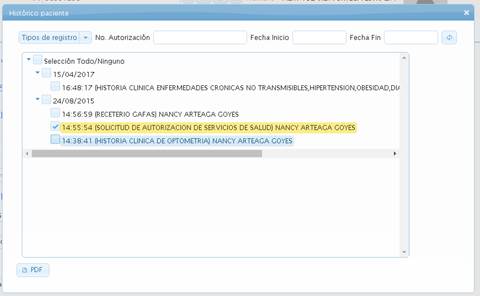 Histórico paciente
Tipos de registro No. Autorización Fecha Inicio Fecha Fin
Selección Todo/Ninguno
15/04/2017
16:48:17 (HISTORIA CLINICA ENFERMEDADES CRONICAS NO TRANSMISIBLES,HIPERTENSION,OBESIDAD,DIA
24/08/2015
14:56:59 (RECETERIO GAFAS) NANCY ARTEAGA GOYES
14:55:54 (SOLICITUD DE AUTORIZACION DE SERVICIOS DE SALUD) NANCY ARTEAGA GOYES
14:38:41 (HISTORIA CLINICA DE OPTOMETRIA) NANCY ARTEAGA GOYES
PDF